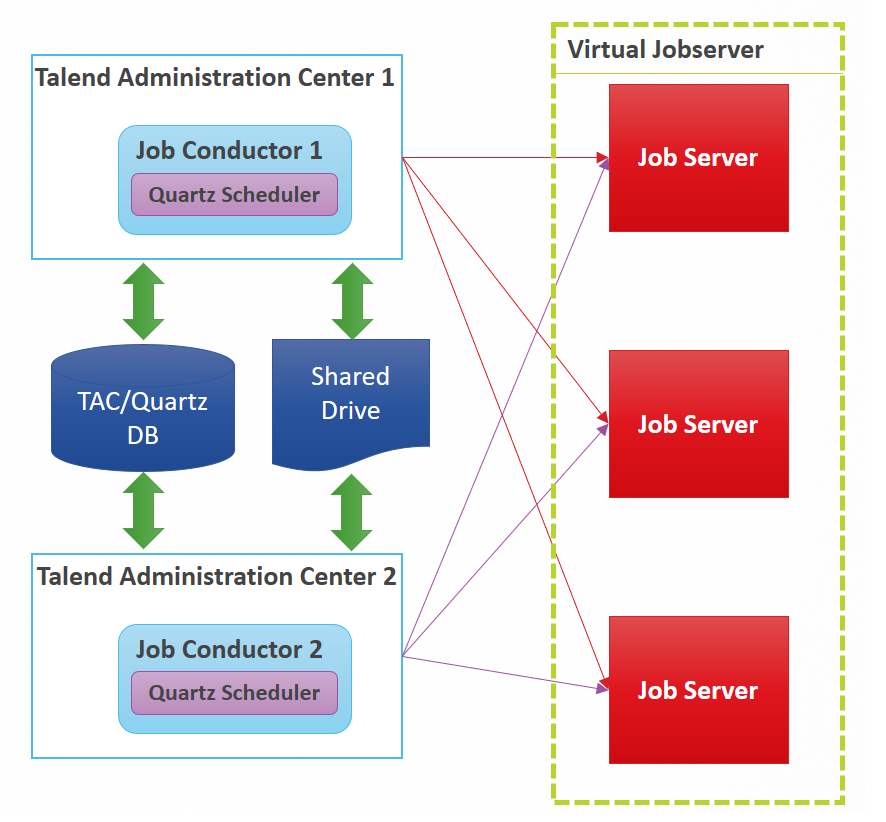 Talend Administration Center 1
Job Conductor 1
Quartz Scheduler
TAC/Quartz
DB
Shared
Drive
Talend Administration Center 2
Job Conductor 2
Quartz Scheduler
Virtual Jobserver
Job Server
Job Server
Job Server